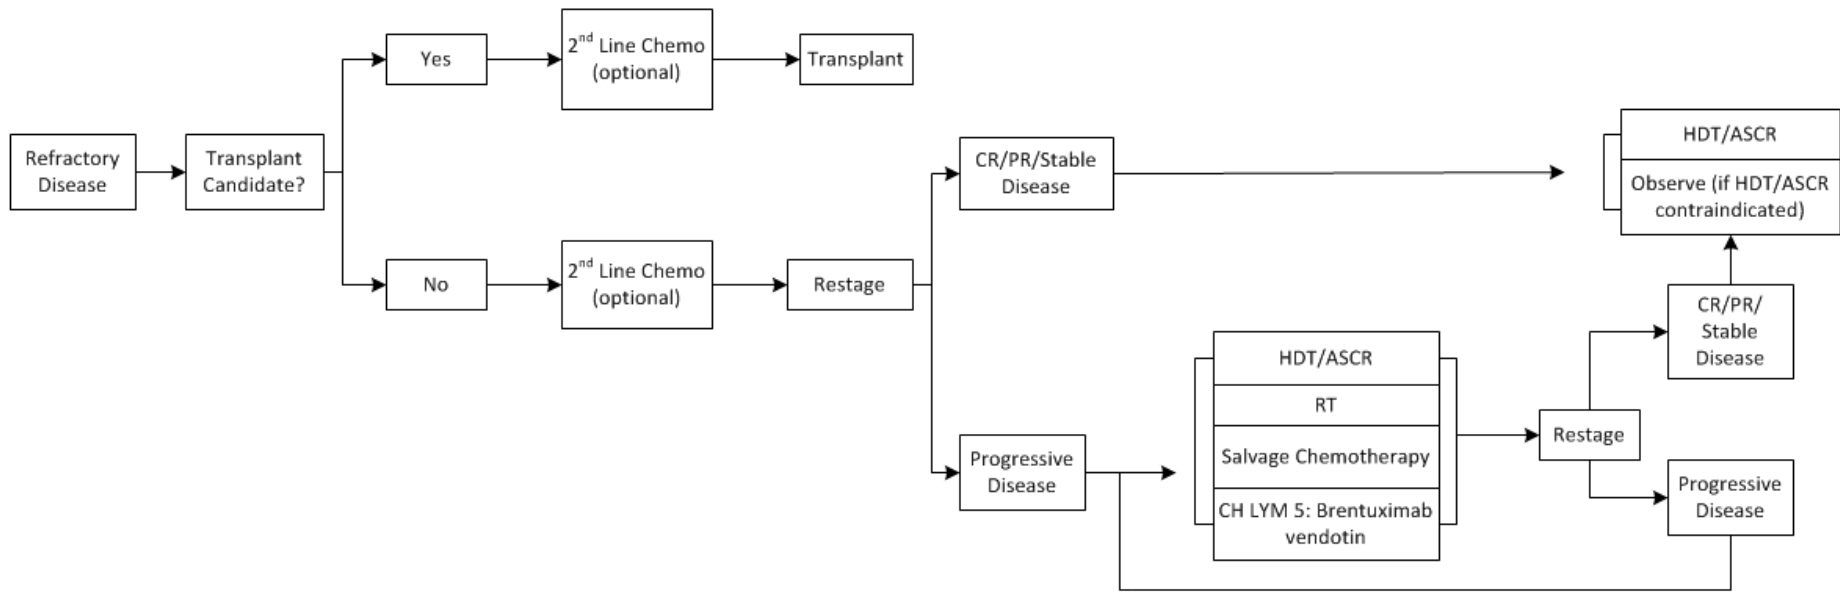 Refractory
Disease
Transplant
Candidate?
Yes
2nd Line Chemo
(optional)
Transplant
No
2nd Line Chemo
(optional)
Restage
CR/PR/Stable
Disease
HDT/ASCR
Observe (if HDT/ASCR
contraindicated)
Progressive
Disease
HDT/ASCR
RT
Salvage Chemotherapy
CH LYM 5: Brentuximab
vendotin
Restage
CR/PR/
Stable
Disease
Progressive
Disease